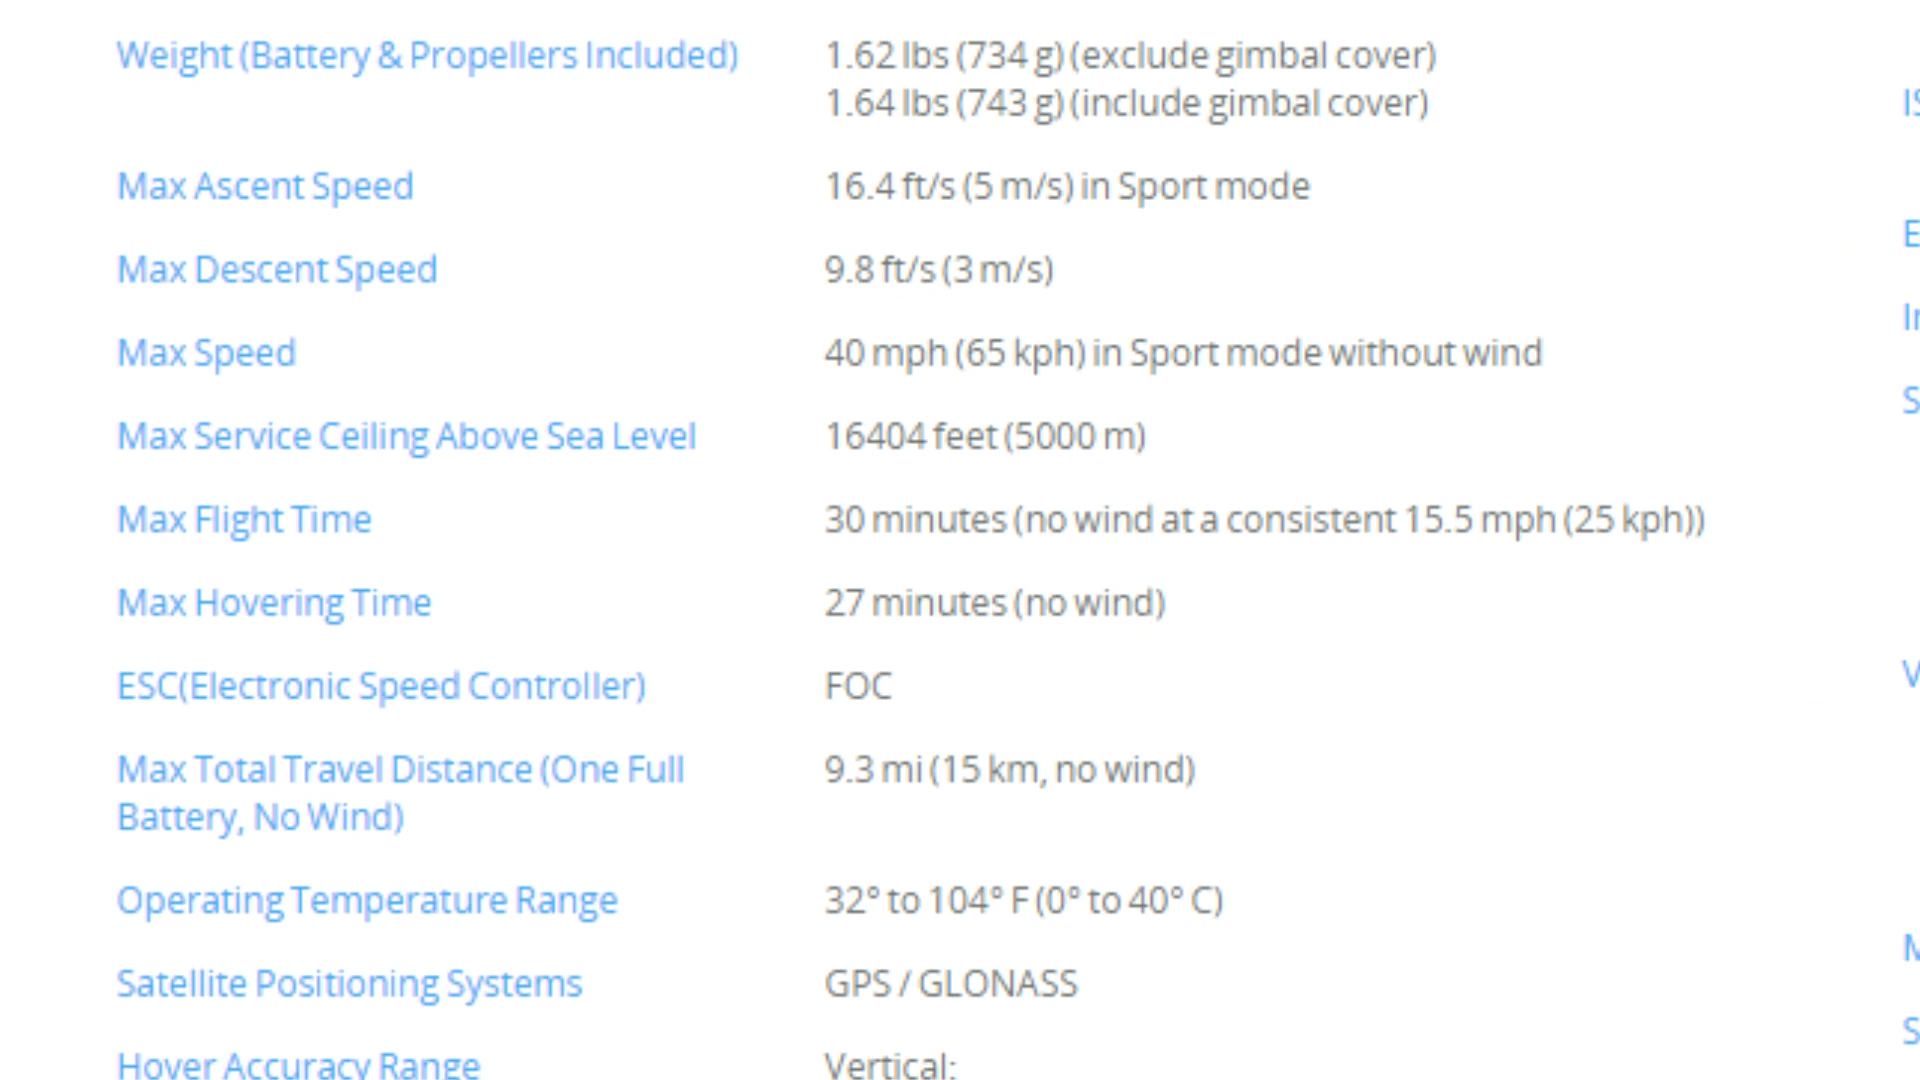 Weight (Battery & Propellers Included) 1.62 lbs (734 g) (exclude gimbal cover)
1.64 lbs (743 g) (include gimbal cover)
Max Ascent Speed 16.4 ft/s (5 m/s) in Sport mode
Max Descent Speed 9.8 ft/s (3 m/s)
Max Speed 40 mph (65 kph) in Sport mode without wind
Max Service Ceiling Above Sea Level 16404 feet (5000 m)
Max Flight Time 30 minutes (no wind at a consistent 15.5 mph (25 kph))
Max Hovering Time 27 minutes (no wind)
ESC(Electronic Speed Controller) FOC
Max Total Travel Distance (One Full 9.3 mi (15 km, no wind)
Battery, No Wind)
Operating Temperature Range 32° to 104° F (0° to 40° C)
Satellite Positioning Systems GPS / GLONASS
Hover Accuracy Range Vertical: